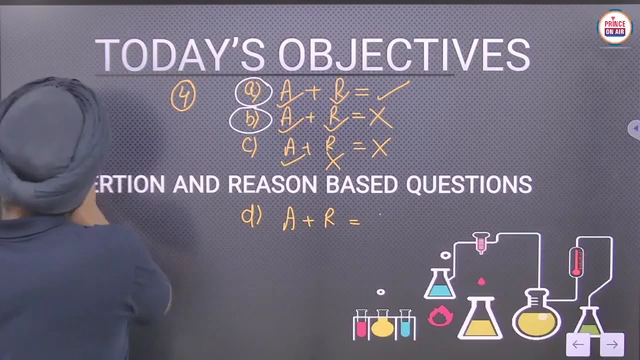 PRINCE
ON AIR
TODAY'S OBJECTIVES
④ a) A + R = ✓
b) A + R = X
c) A + R = X
X
ERTION AND REASON BASED QUESTIONS
d) A + R =